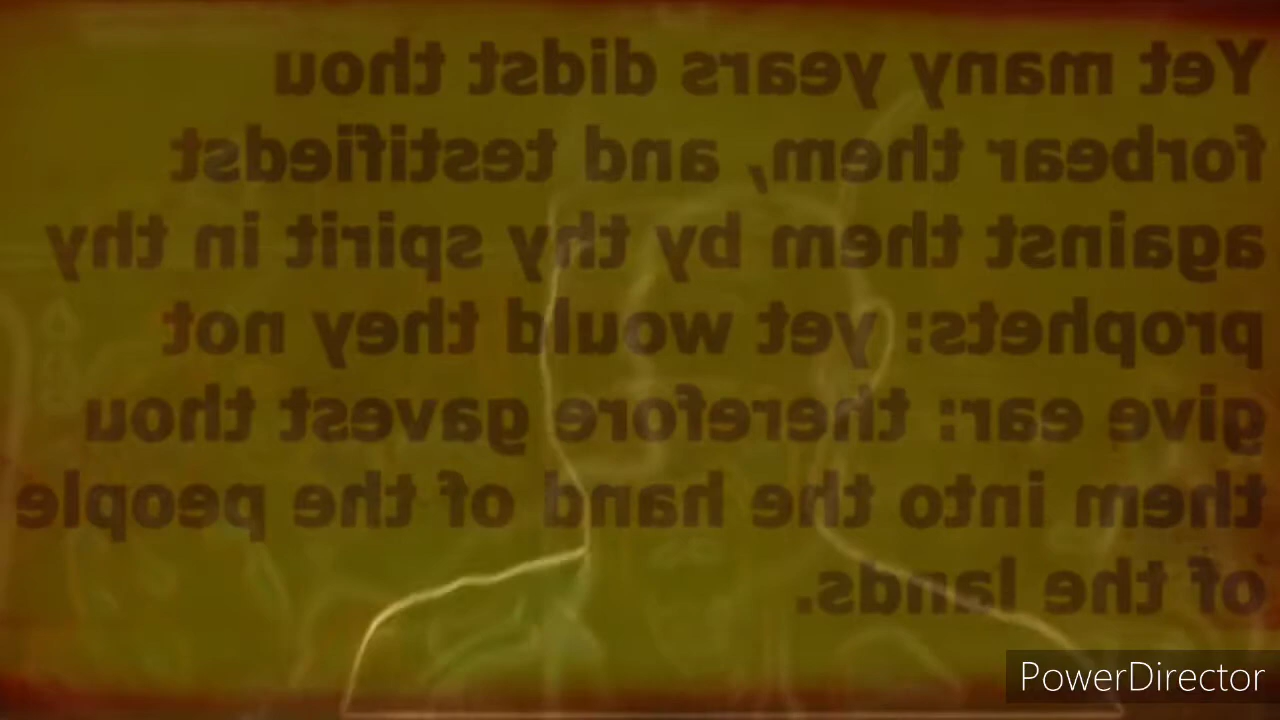 Yet many years didst thou
forbear them, and testifiedst
against them by thy spirit in thy
prophets: yet would they not
give ear: therefore gavest thou
them into the hand of the people
of the lands.
PowerDirector